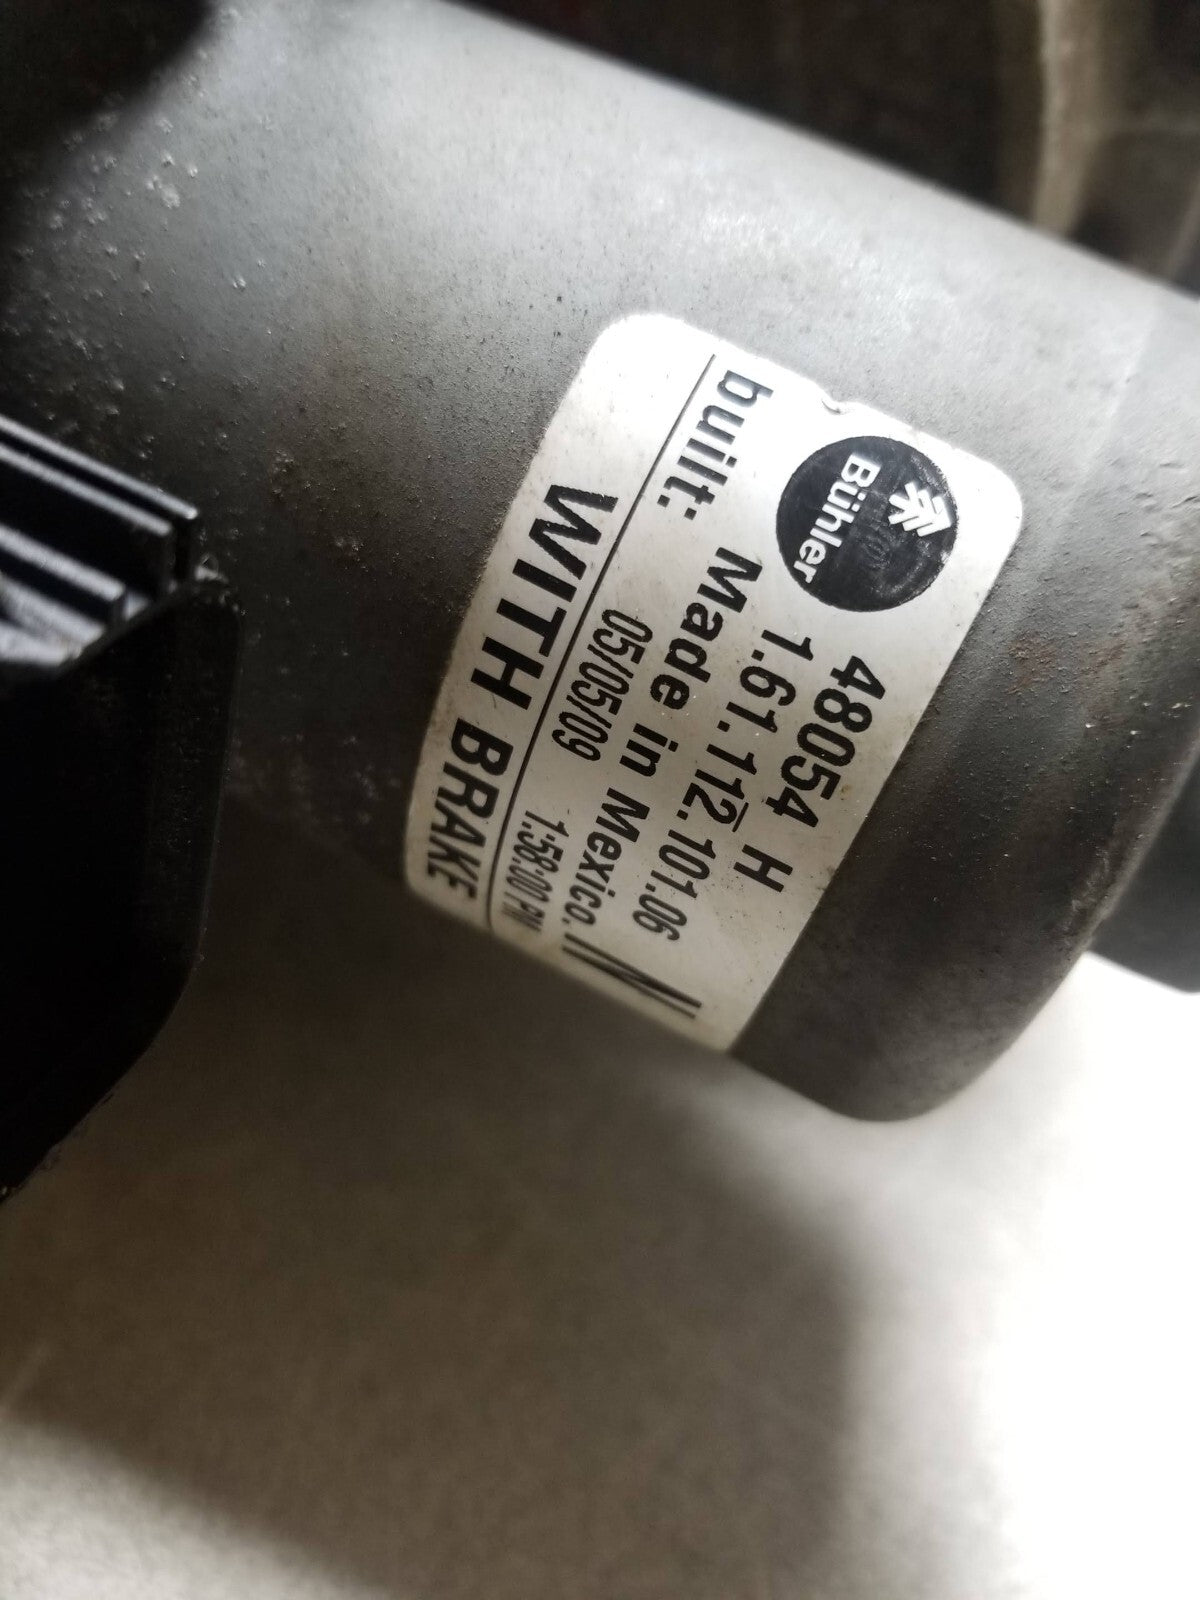 Bühler
48054 H
1.61.112.101.06
Made in Mexico.
built: 05/05/09 1:58:00 PM
WITH BRAKE